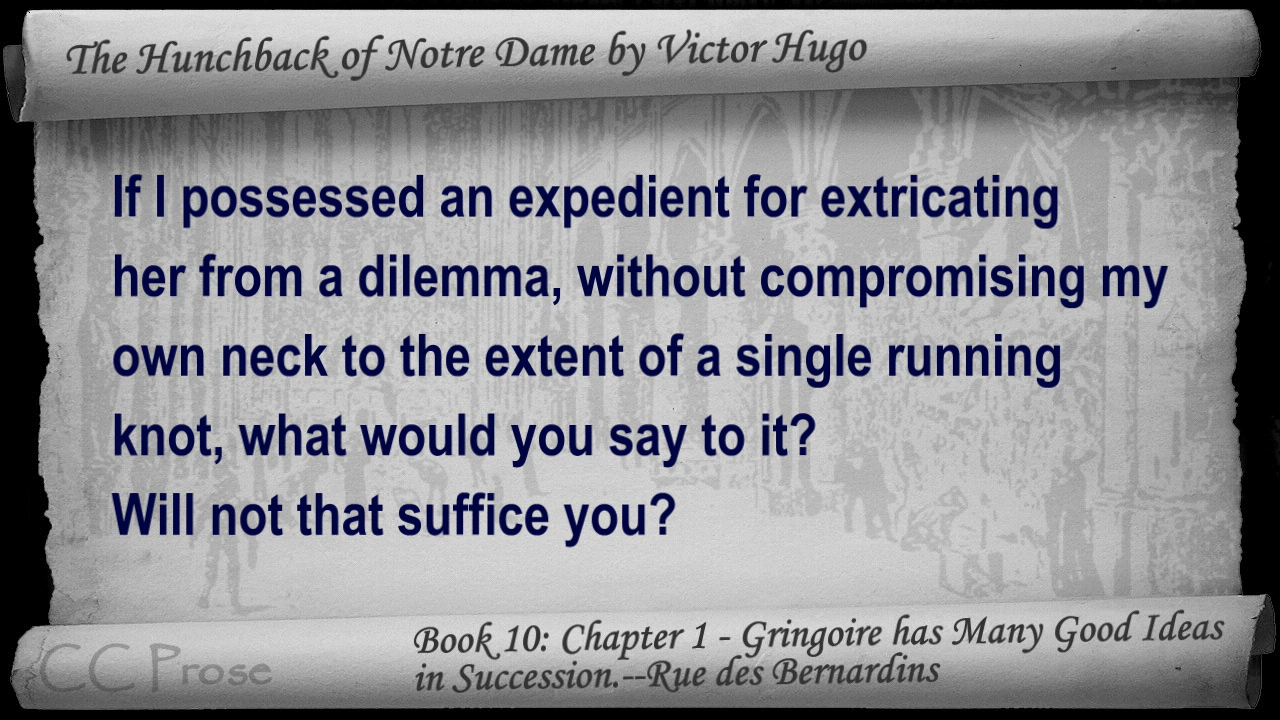 The Hunchback of Notre Dame by Victor Hugo
If I possessed an expedient for extricating
her from a dilemma, without compromising my
own neck to the extent of a single running
knot, what would you say to it?
Will not that suffice you?
CC Prose
Book 10: Chapter 1 - Gringoire has Many Good Ideas
in Succession.--Rue des Bernardins